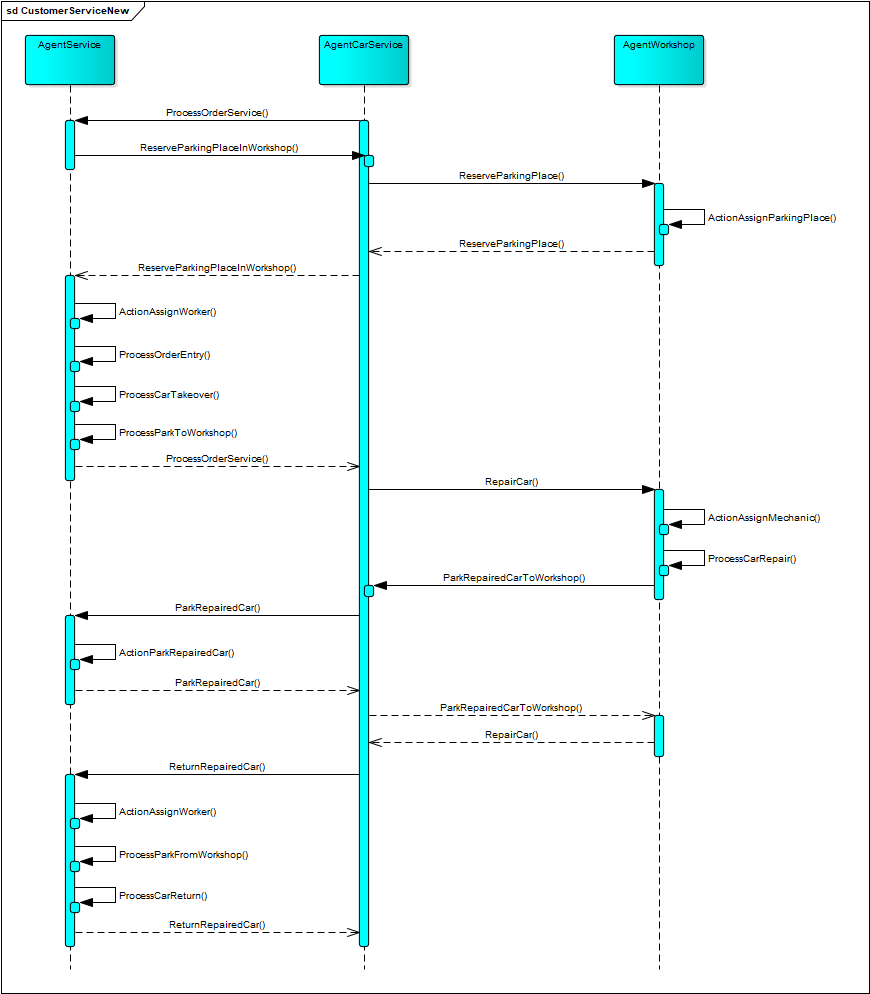 sd CustomerServiceNew
AgentService
AgentCarService
AgentWorkshop
ProcessOrderService()
ReserveParkingPlaceInWorkshop()
ReserveParkingPlace()
ActionAssignParkingPlace()
ReserveParkingPlace()
ReserveParkingPlaceInWorkshop()
ActionAssignWorker()
ProcessOrderEntry()
ProcessCarTakeover()
ProcessParkToWorkshop()
ProcessOrderService()
RepairCar()
ActionAssignMechanic()
ProcessCarRepair()
ParkRepairedCarToWorkshop()
ParkRepairedCar()
ActionParkRepairedCar()
ParkRepairedCar()
ParkRepairedCarToWorkshop()
RepairCar()
ReturnRepairedCar()
ActionAssignWorker()
ProcessParkFromWorkshop()
ProcessCarReturn()
ReturnRepairedCar()